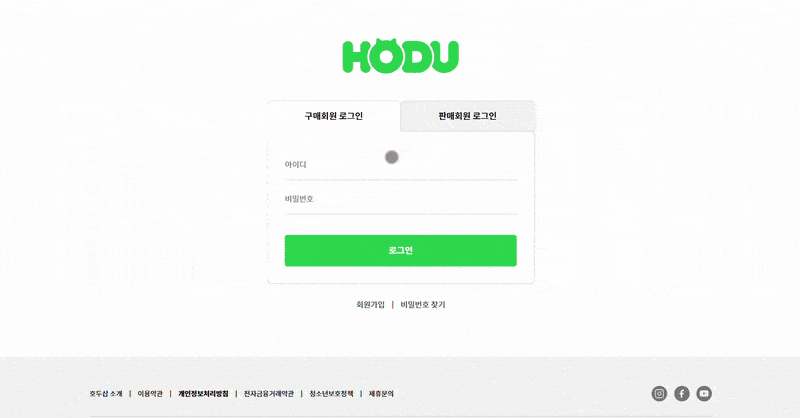 HODU
구매회원 로그인 판매회원 로그인
아이디
비밀번호
로그인
회원가입 | 비밀번호 찾기
호두샵 소개 | 이용약관 | 개인정보처리방침 | 전자금융거래약관 | 청소년보호정책 | 제휴문의